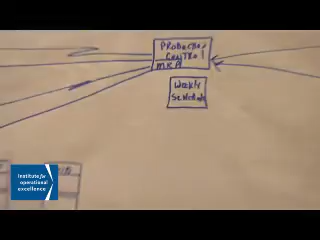 PRODUCTION
CONTROL
MRP
Weekly
Schedule
Institute for
operational
excellence